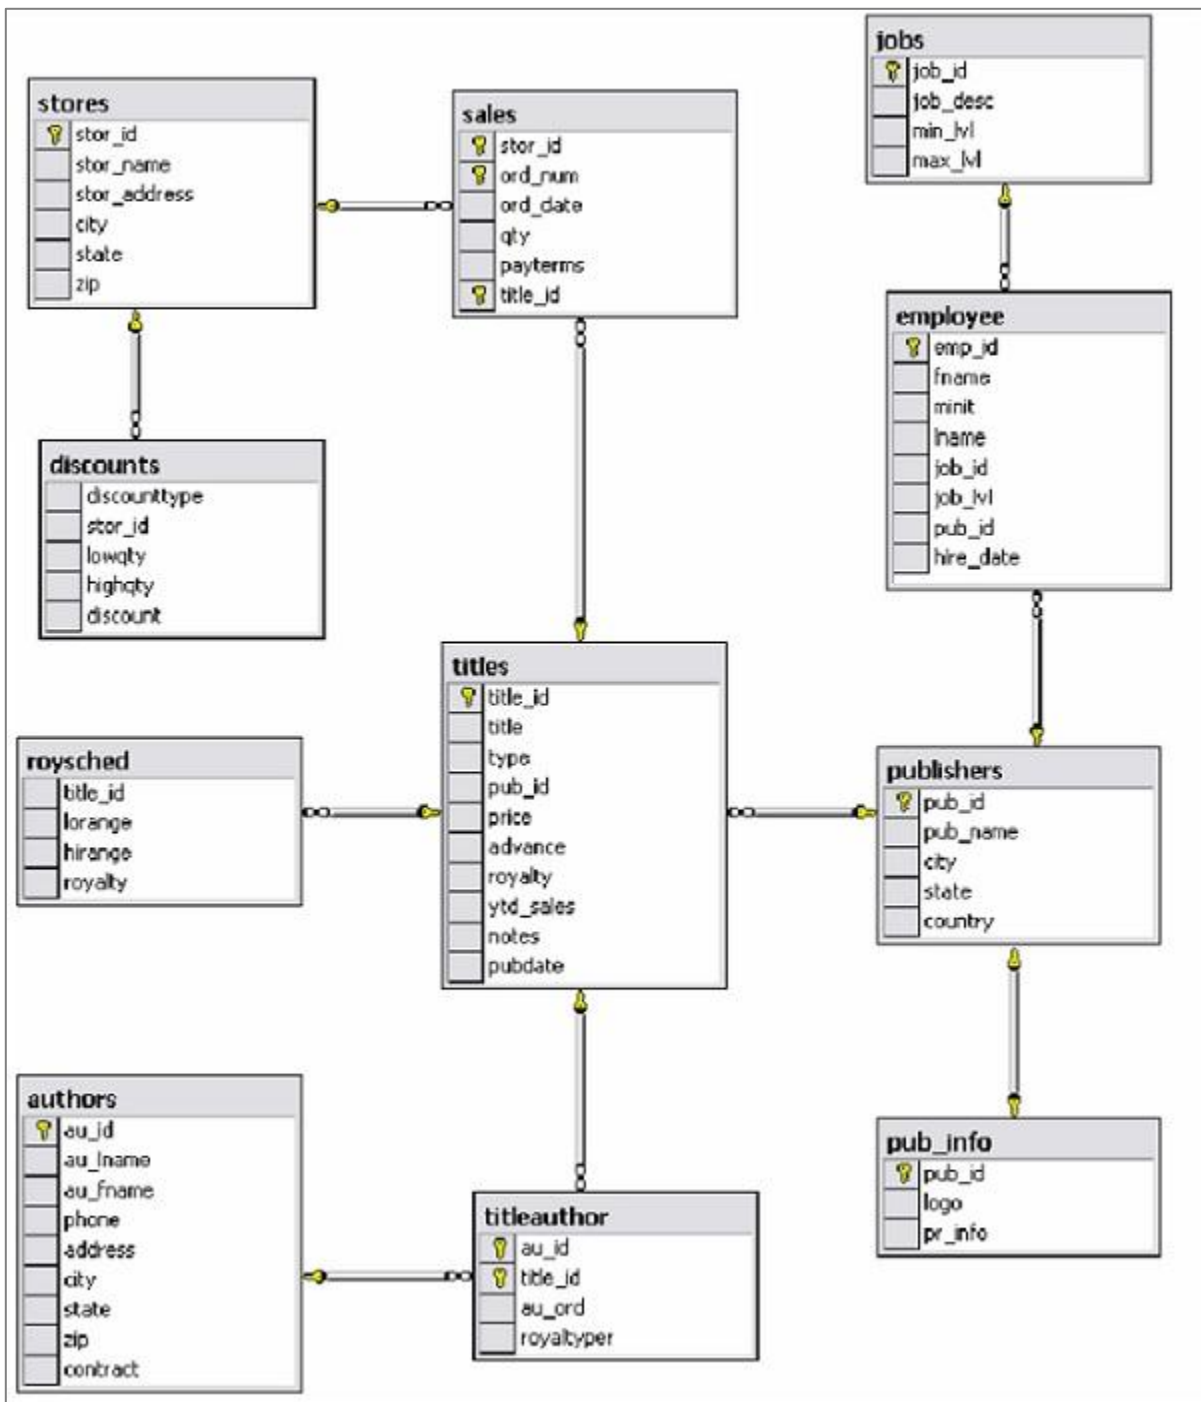 jobs
job_id
job_desc
min_lvl
max_lvl
stores
stor_id
stor_name
stor_address
city
state
zip
sales
stor_id
ord_num
ord_date
qty
payterms
title_id
employee
emp_id
fname
minit
lname
job_id
job_lvl
pub_id
hire_date
discounts
discounttype
stor_id
lowqty
highqty
discount
titles
title_id
title
type
pub_id
price
advance
royalty
ytd_sales
notes
pubdate
roysched
title_id
lorange
hirange
royalty
publishers
pub_id
pub_name
city
state
country
authors
au_id
au_lname
au_fname
phone
address
city
state
zip
contract
titleauthor
au_id
title_id
au_ord
royaltyper
pub_info
pub_id
logo
pr_info